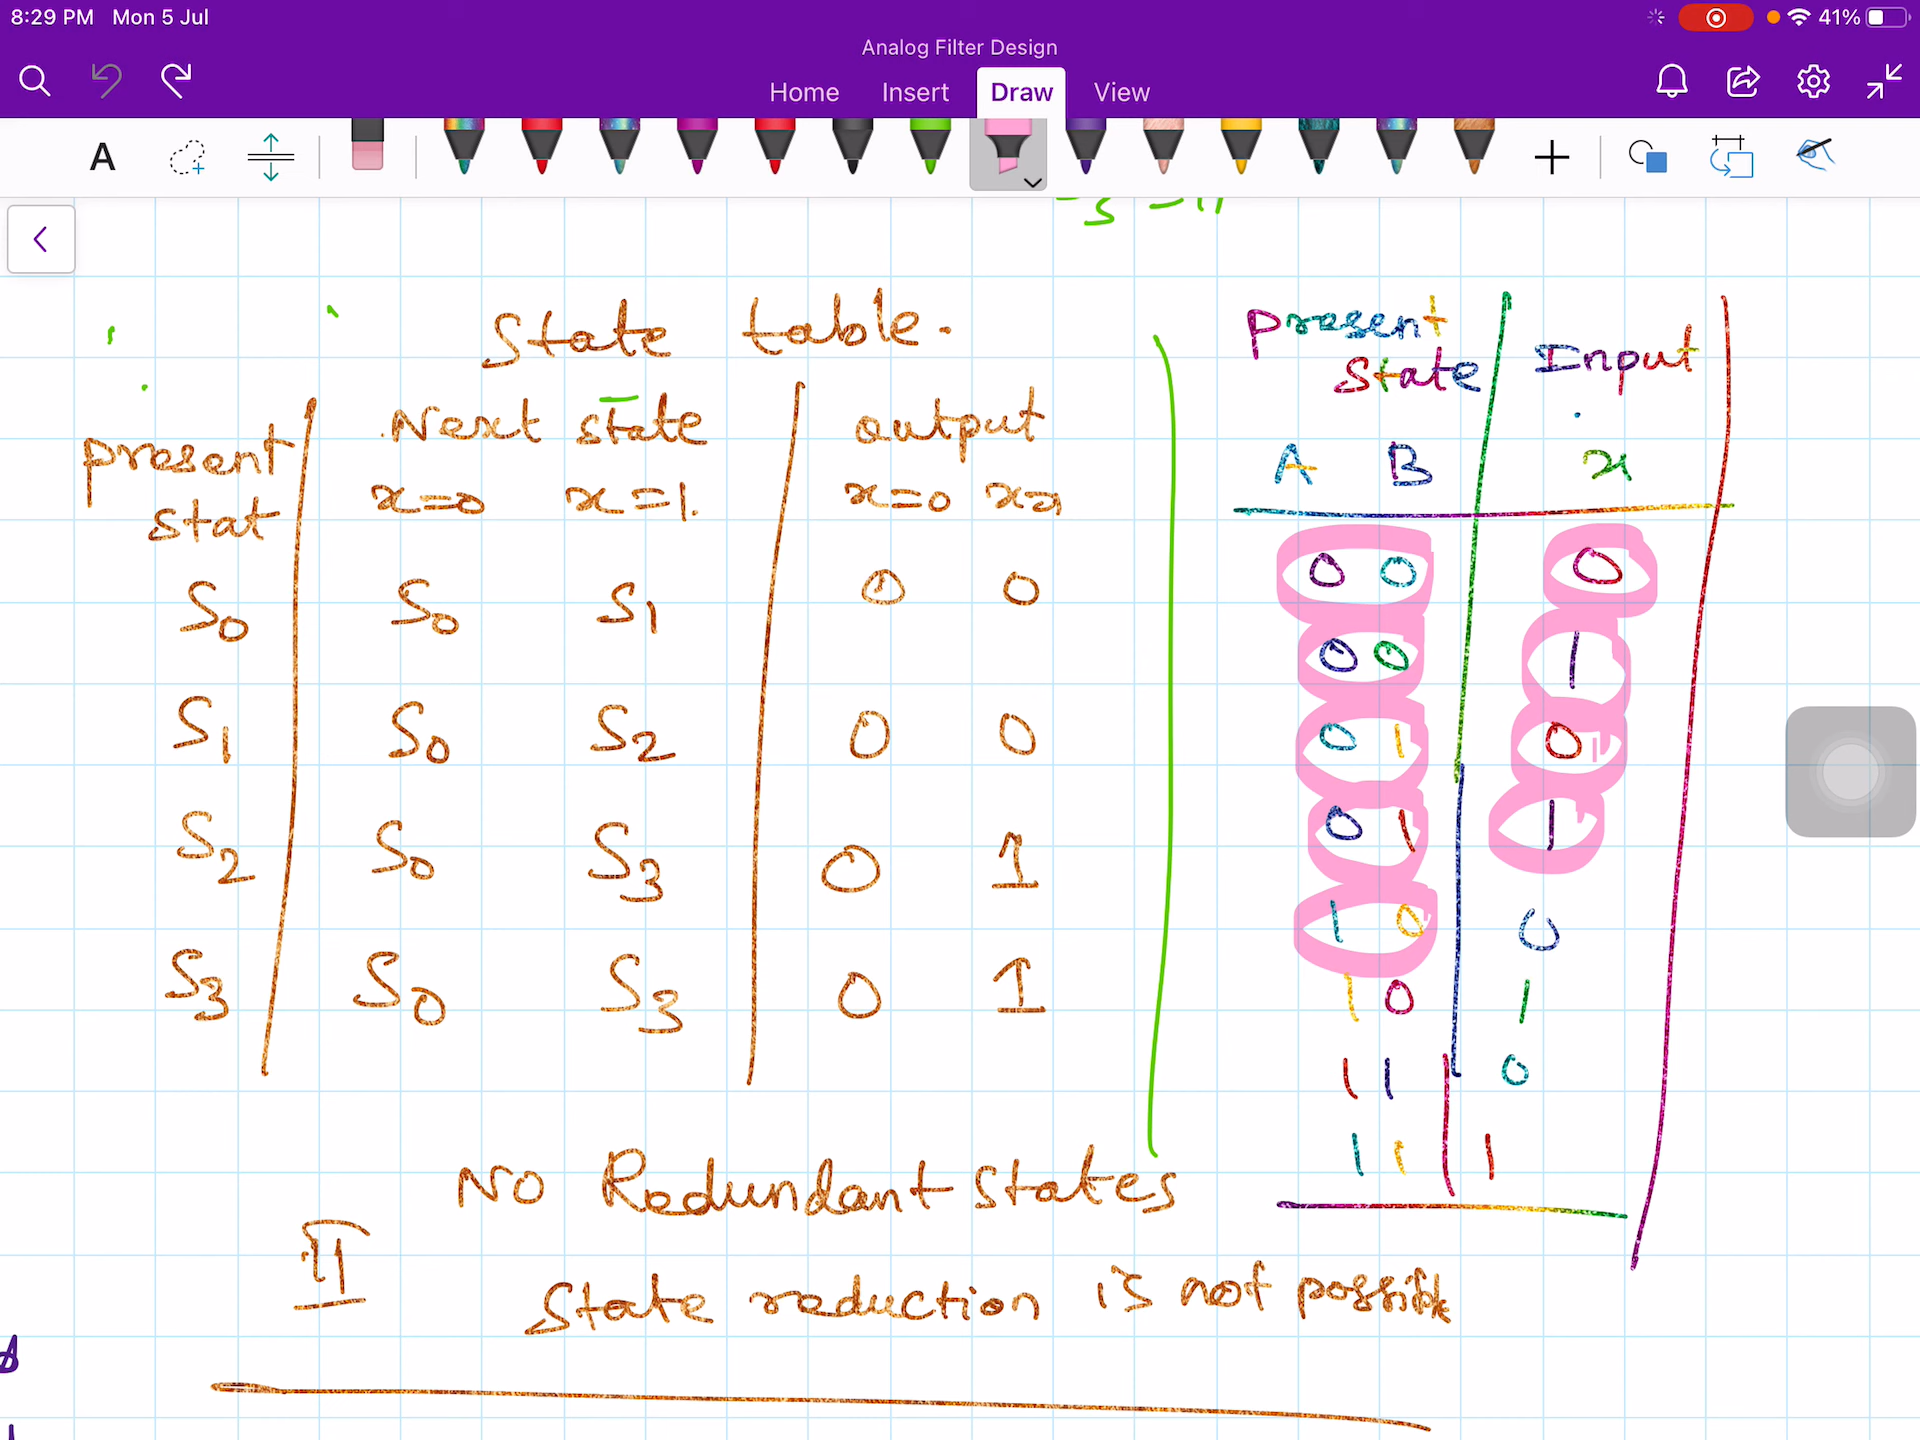 8:29 PM Mon 5 Jul
41%
Analog Filter Design
Home Insert Draw View
A
State table.
present stat
Next state
output
x=0 x=1.
x=0 x=1
S0 S0 S1 0 0
S1 S0 S2 0 0
S2 S0 S3 0 1
S3 S0 S3 0 1
NO Redundant states
II
State reduction is not possible
Present State
Input
A B x
0 0 0
0 0 1
0 1 0
0 1 1
1 0 0
1 0 1
1 1 0
1 1 1